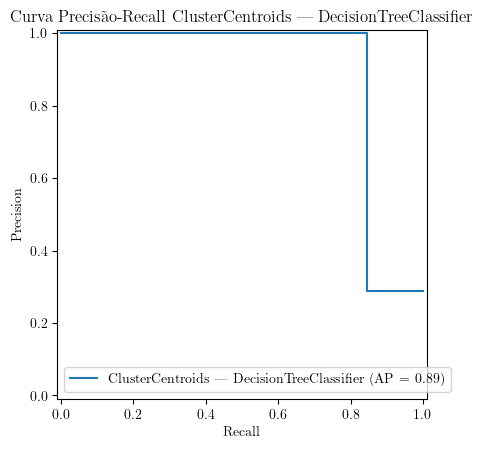 Curva Precisão-Recall ClusterCentroids — DecisionTreeClassifier
1.0
0.8
0.6
0.4
0.2
0.0
Precision
ClusterCentroids — DecisionTreeClassifier (AP = 0.89)
0.0 0.2 0.4 0.6 0.8 1.0
Recall